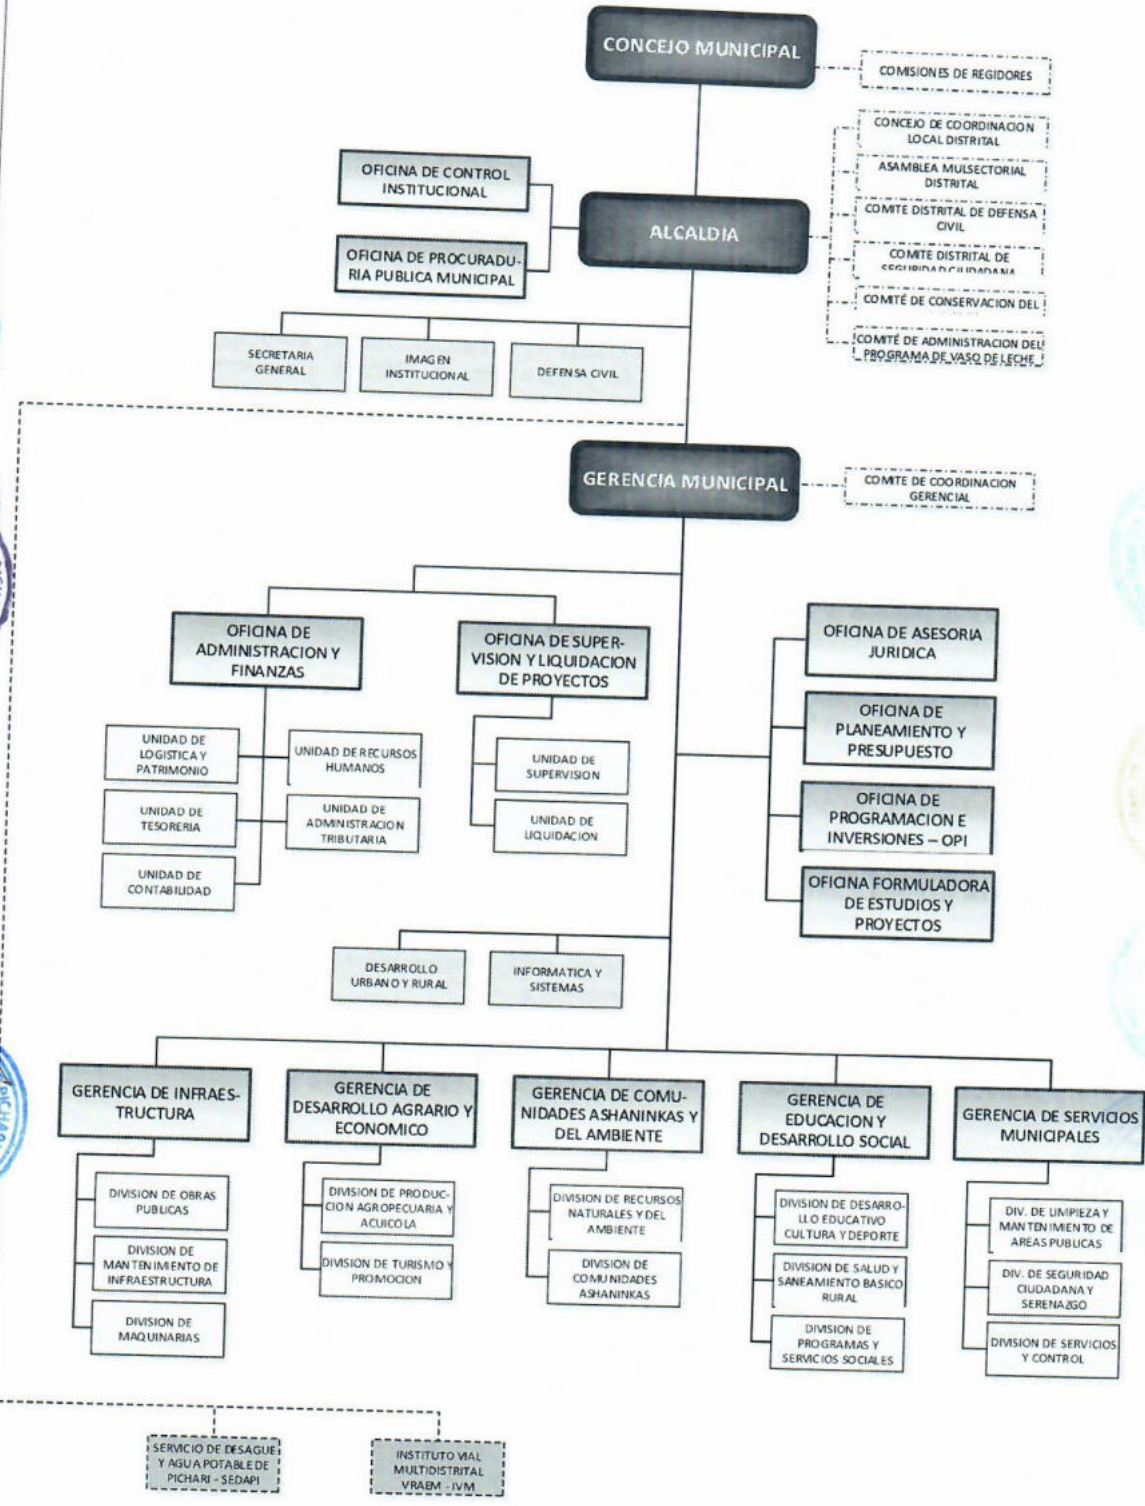 CONCEJO MUNICIPAL
COMISIONES DE REGIDORES
CONCEJO DE COORDINACION
LOCAL DISTRITAL
ASAMBLEA MULSECTORIAL
DISTRITAL
COMITE DISTRITAL DE DEFENSA
CIVIL
COMITE DISTRITAL DE
SEGURIDAD CIUDADANA
COMITÉ DE CONSERVACION DEL
COMITÉ DE ADMINISTRACION DEL
PROGRAMA DE VASO DE LECHE
OFICINA DE CONTROL
INSTITUCIONAL
ALCALDIA
OFICINA DE PROCURADU-
RIA PUBLICA MUNICIPAL
SECRETARIA
GENERAL
IMAGEN
INSTITUCIONAL
DEFENSA CIVIL
GERENCIA MUNICIPAL
COMITE DE COORDINACION
GERENCIAL
OFICINA DE
ADMINISTRACION Y
FINANZAS
OFICINA DE SUPER-
VISION Y LIQUIDACION
DE PROYECTOS
OFICINA DE ASESORIA
JURIDICA
OFICINA DE
PLANEAMIENTO Y
PRESUPUESTO
OFICINA DE
PROGRAMACION E
INVERSIONES – OPI
OFICINA FORMULADORA
DE ESTUDIOS Y
PROYECTOS
UNIDAD DE
LOGISTICA Y
PATRIMONIO
UNIDAD DE RECURSOS
HUMANOS
UNIDAD DE
TESORERIA
UNIDAD DE
ADMINISTRACION
TRIBUTARIA
UNIDAD DE
CONTABILIDAD
UNIDAD DE
SUPERVISION
UNIDAD DE
LIQUIDACION
DESARROLLO
URBANO Y RURAL
INFORMATICA Y
SISTEMAS
GERENCIA DE INFRAES-
TRUCTURA
GERENCIA DE
DESARROLLO AGRARIO Y
ECONOMICO
GERENCIA DE COMU-
NIDADES ASHANINKAS Y
DEL AMBIENTE
GERENCIA DE
EDUCACION Y
DESARROLLO SOCIAL
GERENCIA DE SERVICIOS
MUNICIPALES
DIVISION DE OBRAS
PUBLICAS
DIVISION DE
MANTENIMIENTO DE
INFRAESTRUCTURA
DIVISION DE
MAQUINARIAS
DIVISION DE PRODUC-
CION AGROPECUARIA Y
ACUICOLA
DIVISION DE TURISMO Y
PROMOCION
DIVISION DE RECURSOS
NATURALES Y DEL
AMBIENTE
DIVISION DE
COMUNIDADES
ASHANINKAS
DIVISION DE DESARRO-
LLO EDUCATIVO
CULTURA Y DEPORTE
DIVISION DE SALUD Y
SANEAMIENTO BASICO
RURAL
DIVISION DE
PROGRAMAS Y
SERVICIOS SOCIALES
DIV. DE LIMPIEZA Y
MANTENIMIENTO DE
AREAS PUBLICAS
DIV. DE SEGURIDAD
CIUDADANA Y
SERENAZGO
DIVISION DE SERVICIOS
Y CONTROL
SERVICIO DE DESAGUE
Y AGUA POTABLE DE
PICHARI - SEDAPI
INSTITUTO VIAL
MULTIDISTRITAL
VRAEM - IVM